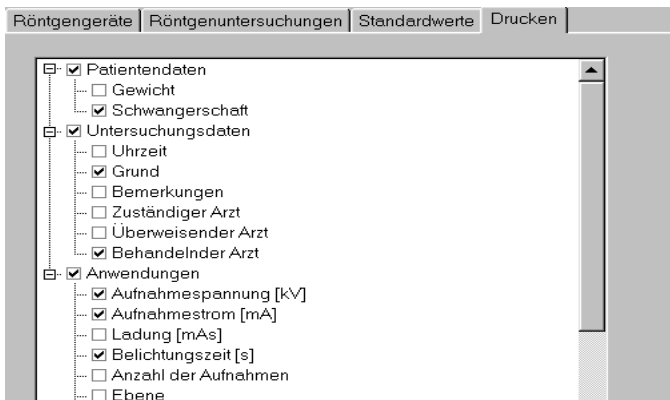 Röntgengeräte Röntgenuntersuchungen Standardwerte Drucken
Patientendaten
Gewicht
Schwangerschaft
Untersuchungsdaten
Uhrzeit
Grund
Bemerkungen
Zuständiger Arzt
Überweisender Arzt
Behandelnder Arzt
Anwendungen
Aufnahmespannung [kV]
Aufnahmestrom [mA]
Ladung [mAs]
Belichtungszeit [s]
Anzahl der Aufnahmen
Ebene